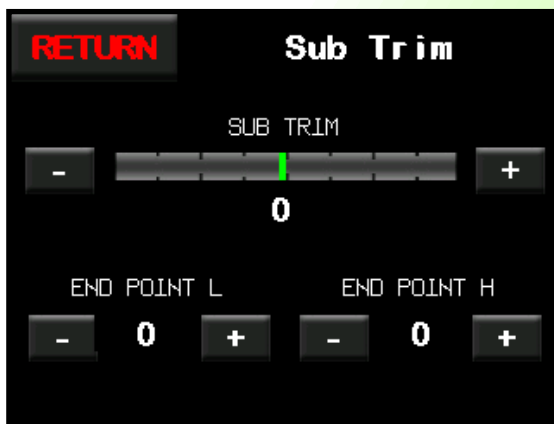 RETURN Sub Trim
SUB TRIM
- +
0
END POINT L END POINT H
- 0 + - 0 +